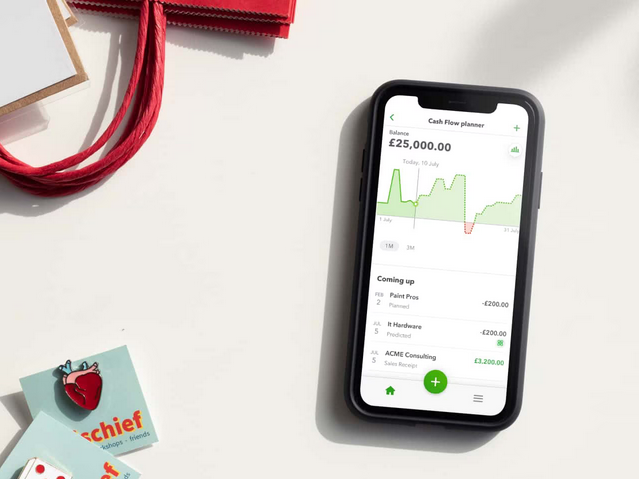 Cash Flow planner
Balance
£25,000.00
Today, 10 July
1 July
31 July
1M 3M
Coming up
FEB
2
Paint Pros
Planned
-£200.00
JUL
5
It Hardware
Predicted
-£200.00
JUL
5
ACME Consulting
Sales Receipt
£3,200.00
schief
kshops · friends
ef